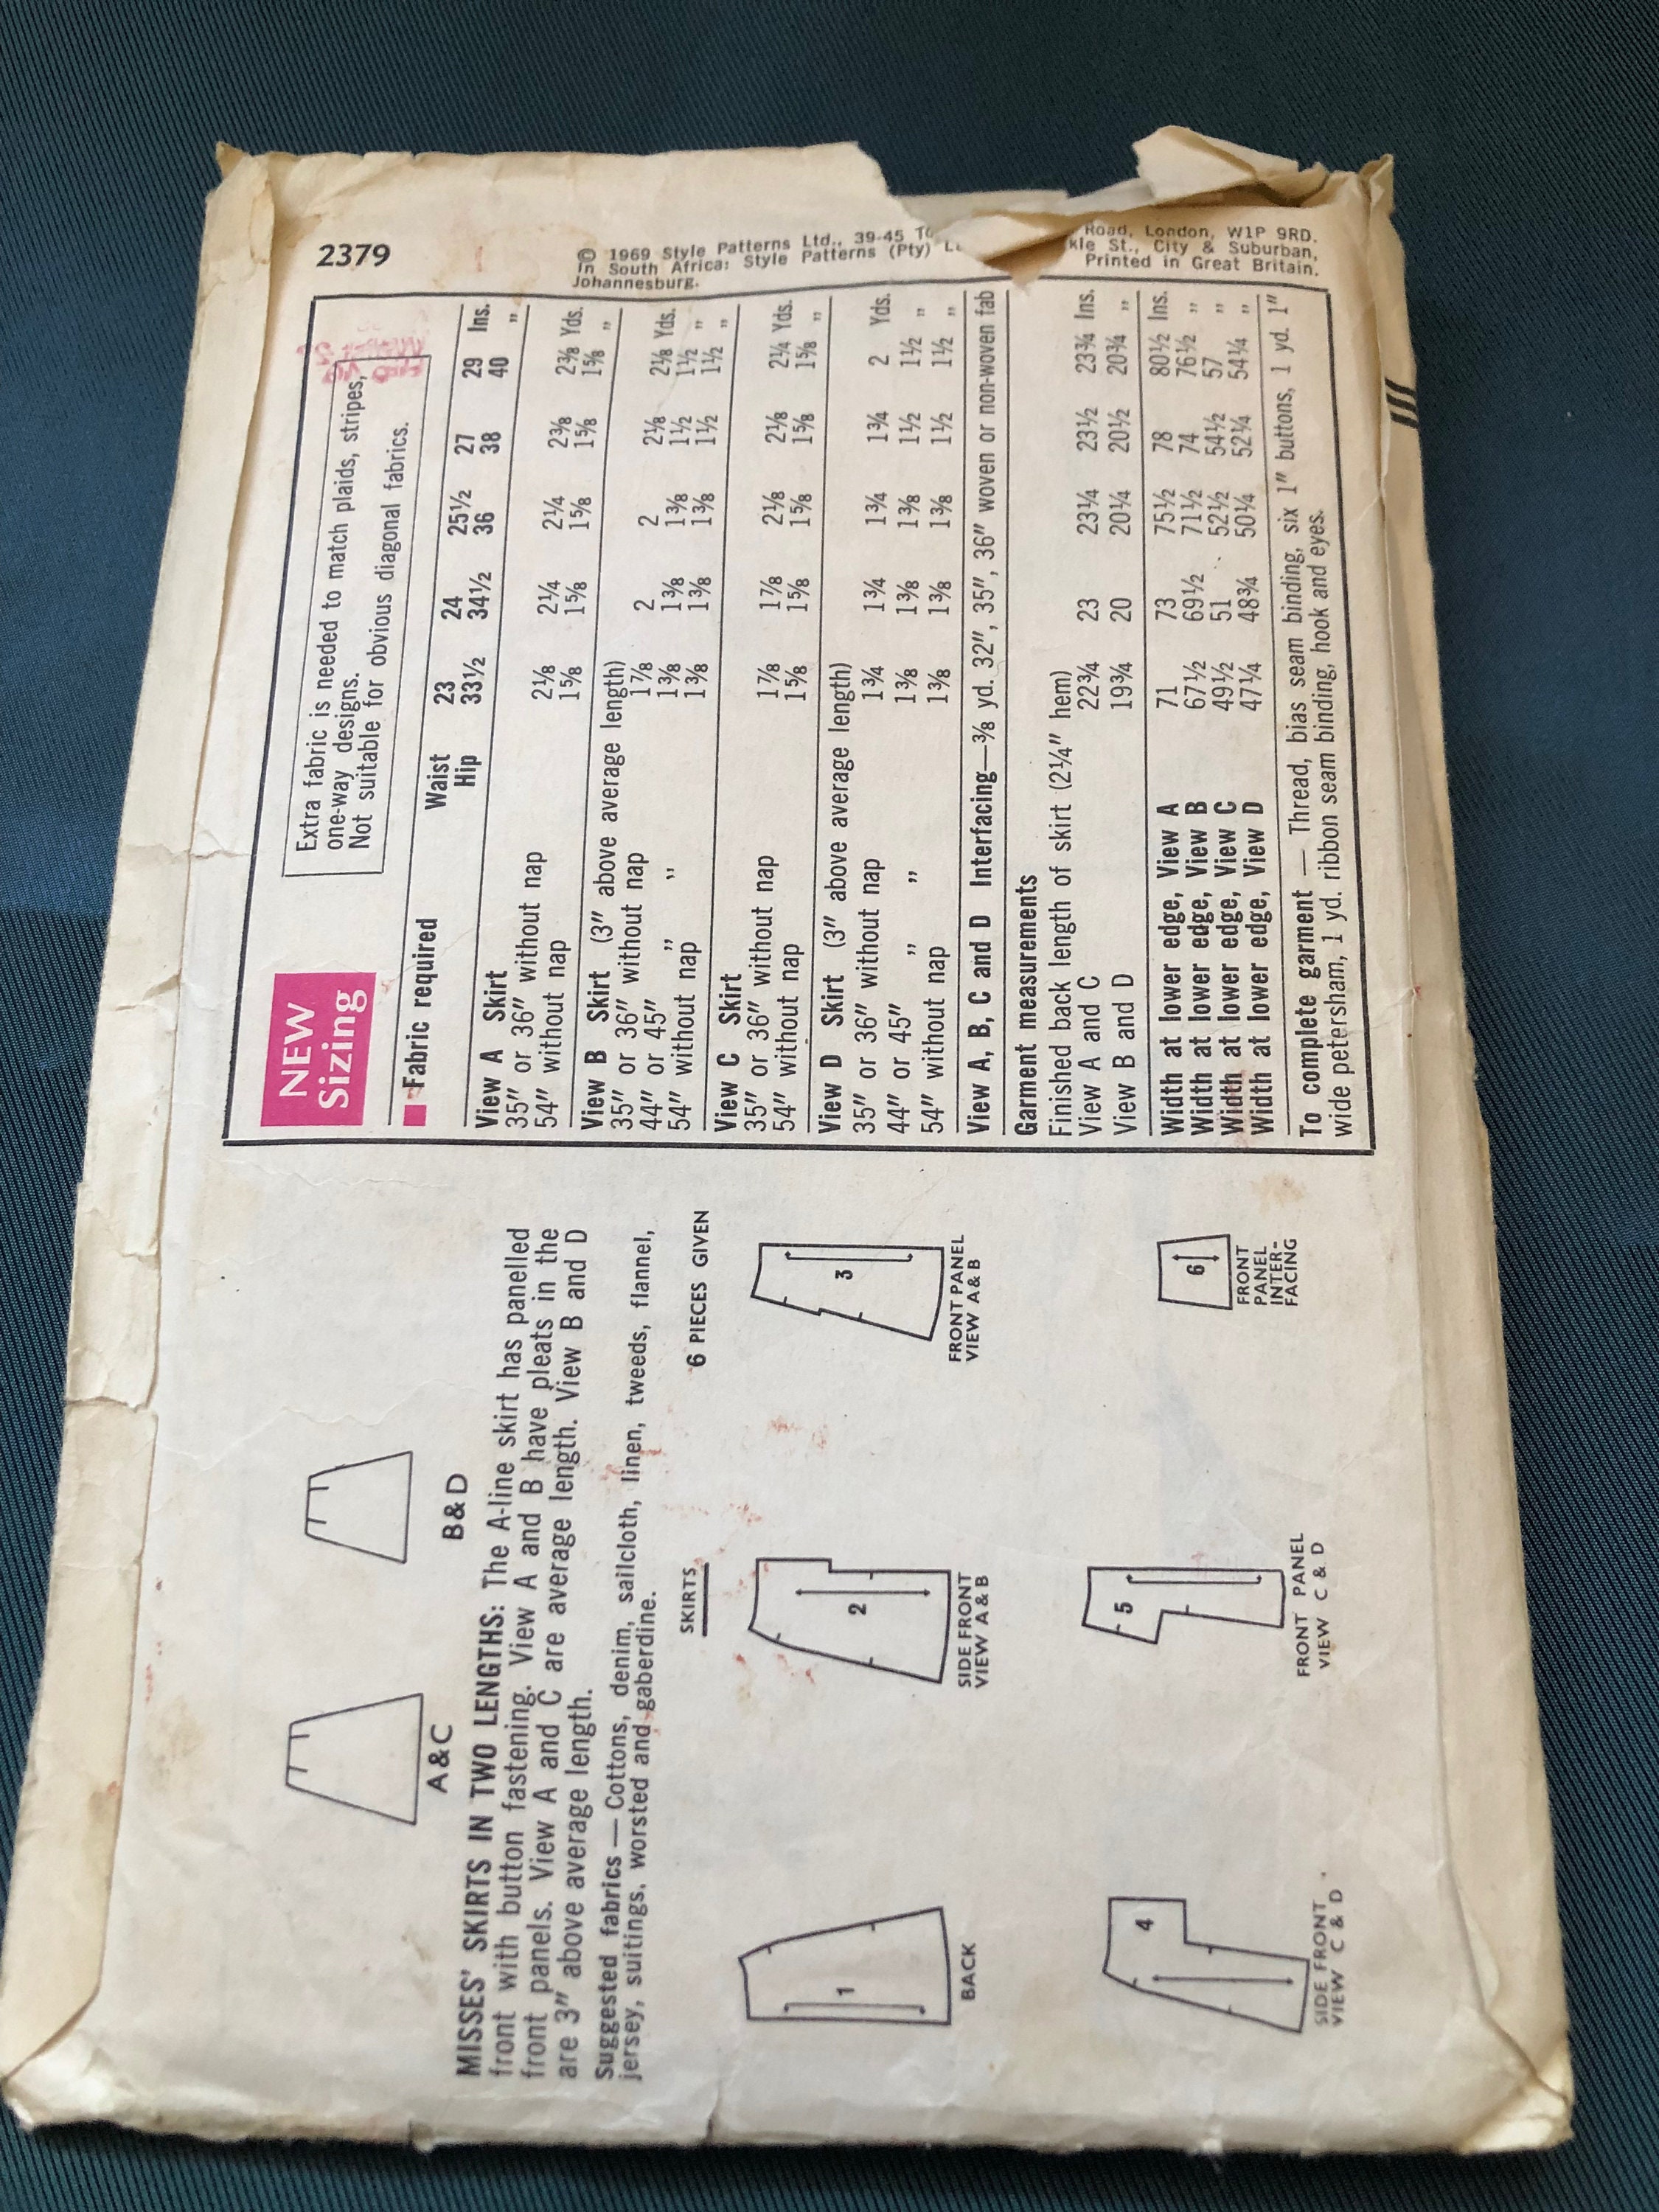 2379
© 1969 Style Patterns Ltd., 39-45 Road, London, W1P 9RD.
In South Africa: Style Patterns (Pty) St., City & Suburban,
Johannesburg. Printed in Great Britain.
A & C
B & D
MISSES' SKIRTS IN TWO LENGTHS: The A-line skirt has panelled
front with button fastening. View A and B have pleats in the
front panels. View A and C are average length. View B and D
are 3" above average length.
Suggested fabrics — Cottons, denim, sailcloth, linen, tweeds, flannel,
jersey, suitings, worsted and gaberdine.
SKIRTS
6 PIECES GIVEN
1
BACK
2
SIDE FRONT
VIEW A & B
3
FRONT PANEL
VIEW A & B
4
SIDE FRONT
VIEW C & D
5
FRONT PANEL
VIEW C & D
6
FRONT
PANEL
INTER-
FACING
NEW
Sizing
Extra fabric is needed to match plaids, stripes,
one-way designs.
Not suitable for obvious diagonal fabrics.
Fabric required Waist 23 24 25½ 27 29 Ins.
Hip 33½ 34½ 36 38 40 "
View A Skirt
35" or 36" without nap 2⅛ 2¼ 2¼ 2⅜ 2⅜ Yds.
54" without nap 1⅝ 1⅝ 1⅝ 1⅝ 1⅝ "
View B Skirt (3" above average length)
35" or 36" without nap 1⅞ 2 2 2⅛ 2⅛ Yds.
44" or 45" " " 1⅜ 1⅜ 1⅜ 1½ 1½ "
54" without nap 1⅜ 1⅜ 1⅜ 1½ 1½ "
View C Skirt
35" or 36" without nap 1⅞ 1⅞ 2⅛ 2⅛ 2¼ Yds.
54" without nap 1⅝ 1⅝ 1⅝ 1⅝ 1⅝ "
View D Skirt (3" above average length)
35" or 36" without nap 1¾ 1¾ 1¾ 1¾ 2 Yds.
44" or 45" " " 1⅜ 1⅜ 1⅜ 1½ 1½ "
54" without nap 1⅜ 1⅜ 1⅜ 1½ 1½ "
View A, B, C and D Interfacing—⅜ yd. 32", 35", 36" woven or non-woven fab
Garment measurements
Finished back length of skirt (2¼" hem)
View A and C 22¾ 23 23¼ 23½ 23¾ Ins.
View B and D 19¾ 20 20¼ 20½ 20¾ "
Width at lower edge, View A 71 73 75½ 78 80½ Ins.
Width at lower edge, View B 67½ 69½ 71½ 74 76½ "
Width at lower edge, View C 49½ 51 52½ 54½ 57 "
Width at lower edge, View D 47¼ 48¾ 50¼ 52¼ 54¼ "
To complete garment — Thread, bias seam binding, six 1" buttons, 1 yd. 1"
wide petersham, 1 yd. ribbon seam binding, hook and eyes.